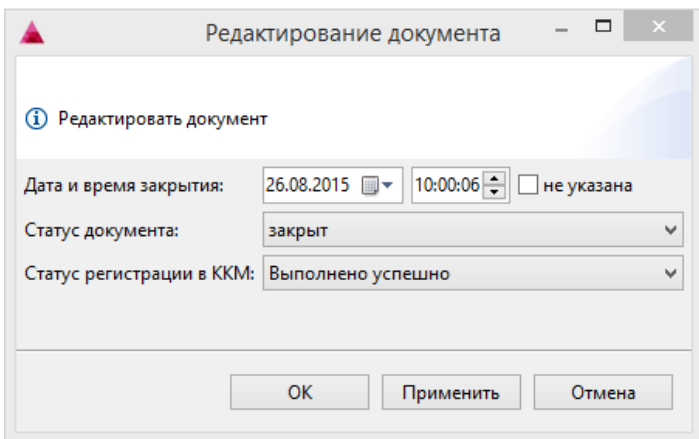 Редактирование документа
Редактировать документ
Дата и время закрытия: 26.08.2015 10:00:06 не указана
Статус документа: закрыт
Статус регистрации в ККМ: Выполнено успешно
ОК Применить Отмена